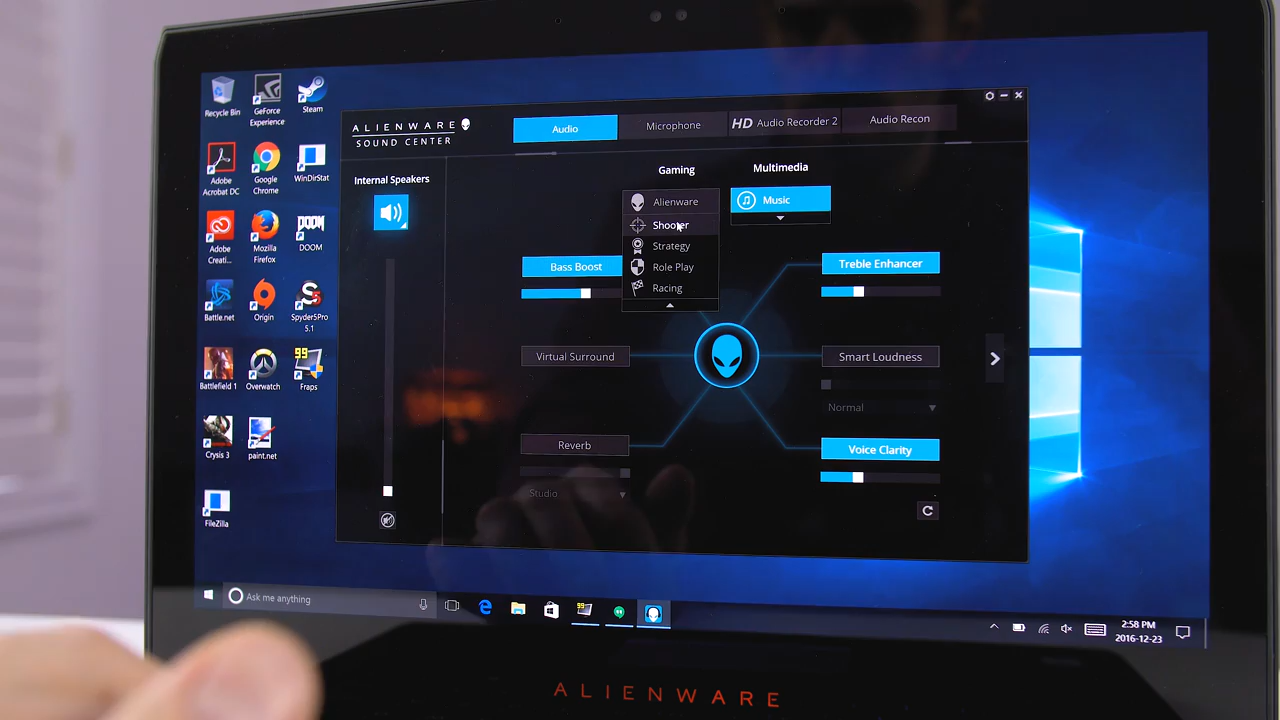 Recycle Bin
GeForce
Experience
Steam
Adobe
Acrobat DC
Google
Chrome
WinDirStat
Adobe
Creati...
Mozilla
Firefox
DOOM
DOOM
Battle.net
Origin
Spyder5Pro
5.1
Battlefield 1
Overwatch
99
Fraps
Crysis 3
paint.net
FileZilla
ALIENWARE
SOUND CENTER
Audio
Microphone
HD Audio Recorder 2
Audio Recon
Internal Speakers
Gaming
Multimedia
Alienware
Shooter
Strategy
Role Play
Racing
Music
Bass Boost
Treble Enhancer
Virtual Surround
Smart Loudness
Normal
Reverb
Studio
Voice Clarity
Ask me anything
99
2:58 PM
2016-12-23
ALIENWARE